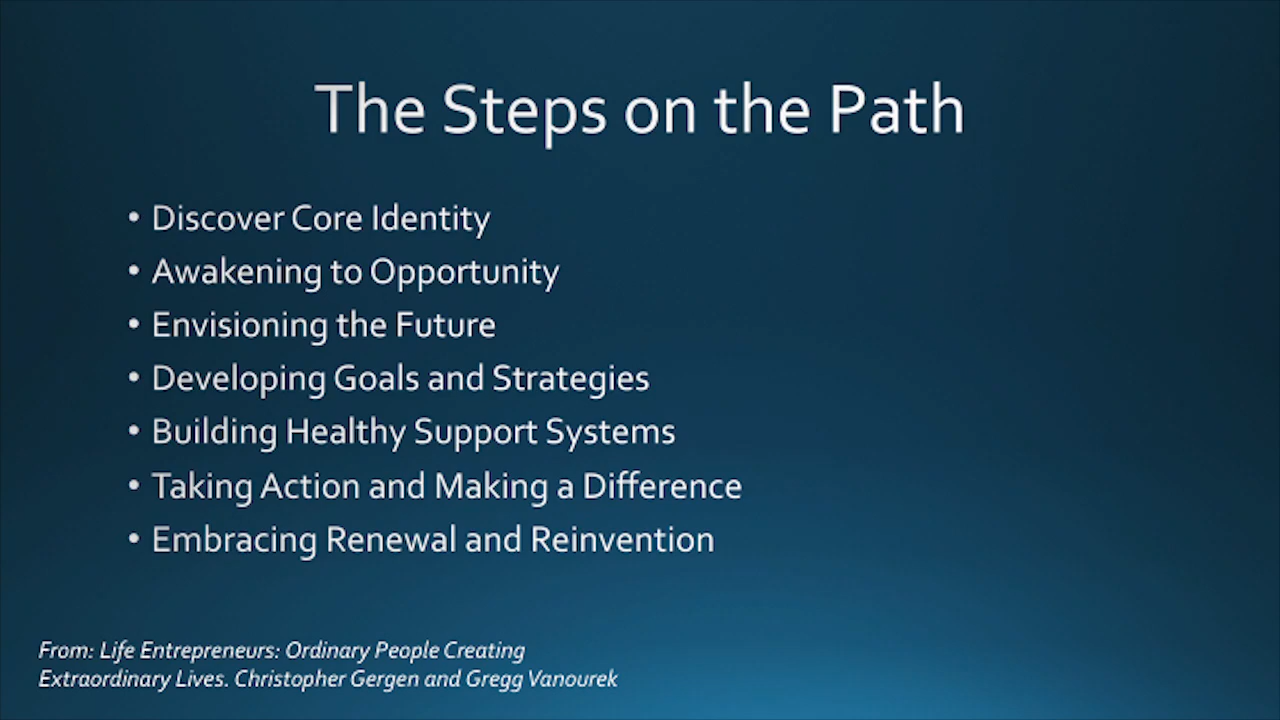 The Steps on the Path
• Discover Core Identity
• Awakening to Opportunity
• Envisioning the Future
• Developing Goals and Strategies
• Building Healthy Support Systems
• Taking Action and Making a Difference
• Embracing Renewal and Reinvention
From: Life Entrepreneurs: Ordinary People Creating
Extraordinary Lives. Christopher Gergen and Gregg Vanourek